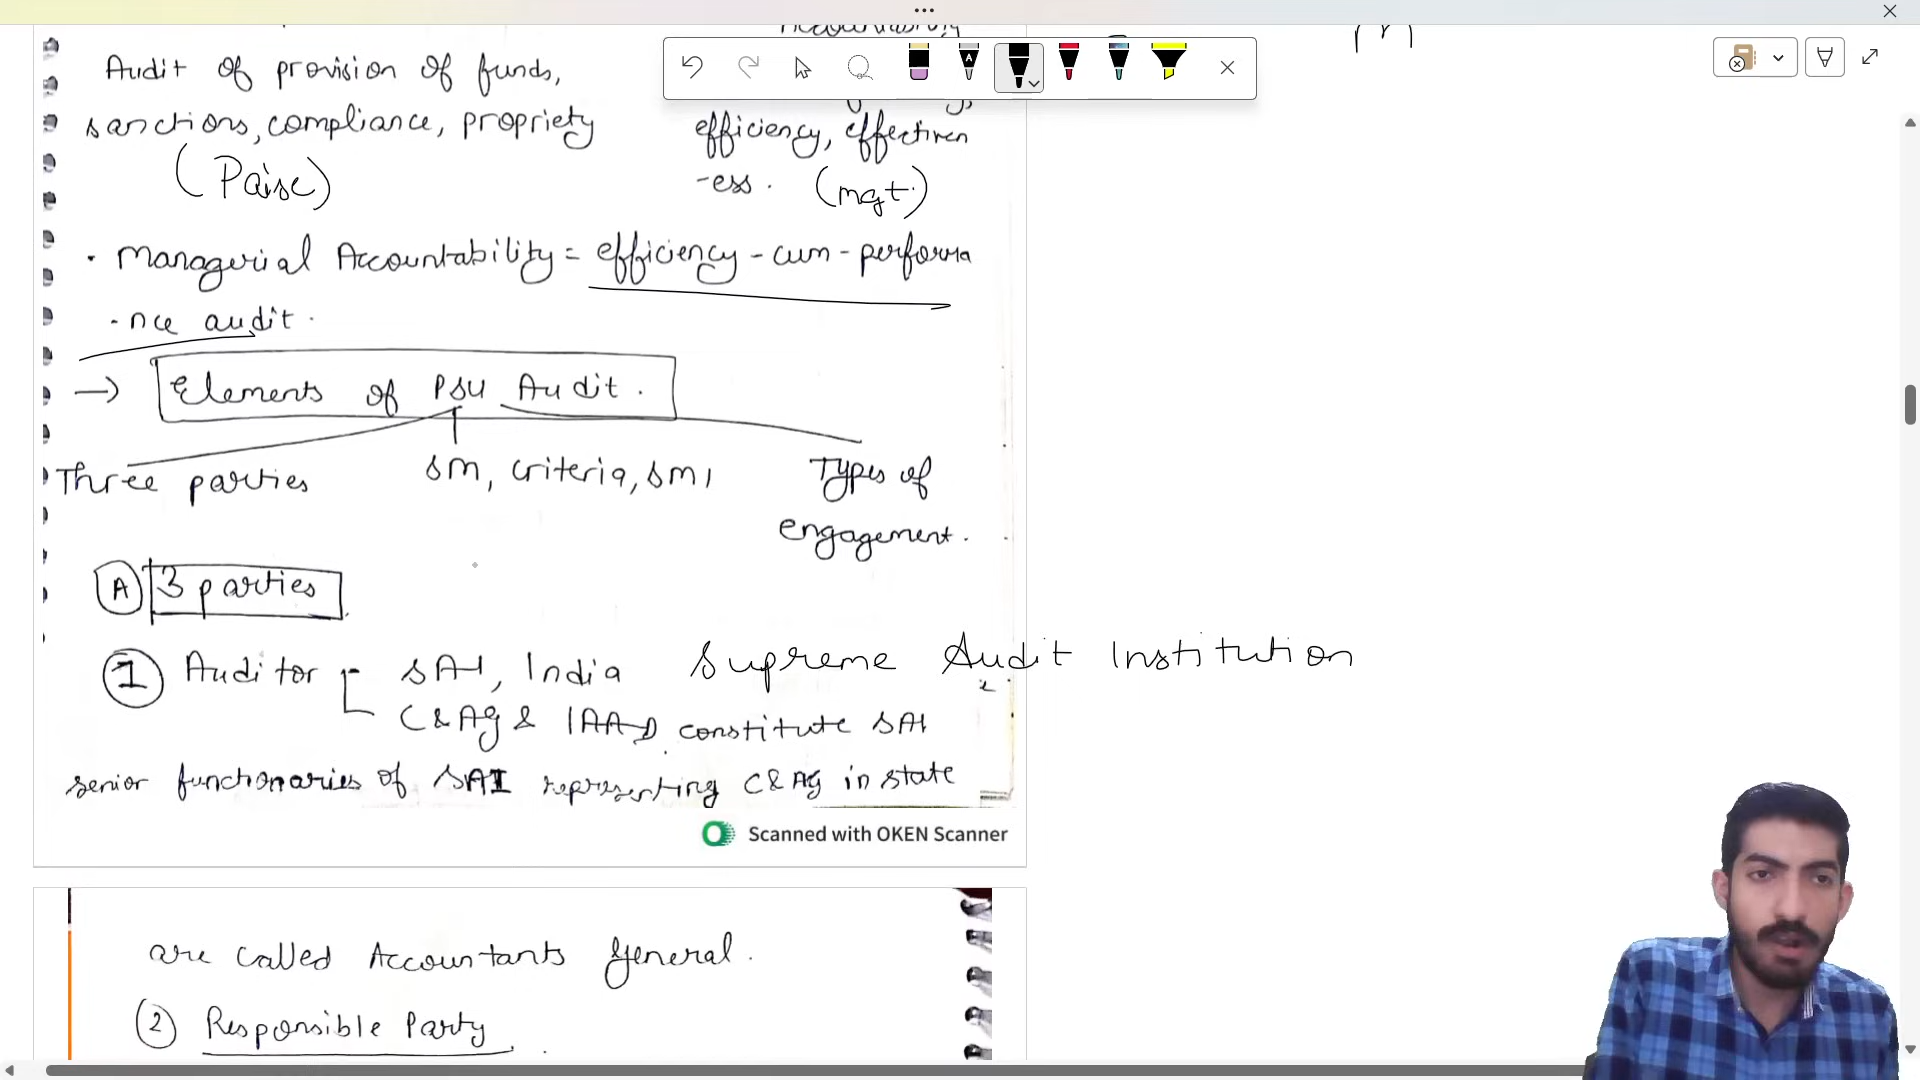 Audit of provision of funds,
sanctions, compliance, propriety
(Paise)
Accountability
efficiency, effectiven
-ess. (mgt.)
• Managerial Accountability = efficiency - cum - performa
-nce audit.
→ Elements of PSU Audit.
Three parties
SM, criteria, SMI
Types of
engagement.
A 3 parties
1 Auditor SAI, India Supreme Audit Institution
C&AG & IAAD constitute SAI
senior functionaries of SAI representing C&AG in state
Scanned with OKEN Scanner
are called Accountants General.
2 Responsible Party